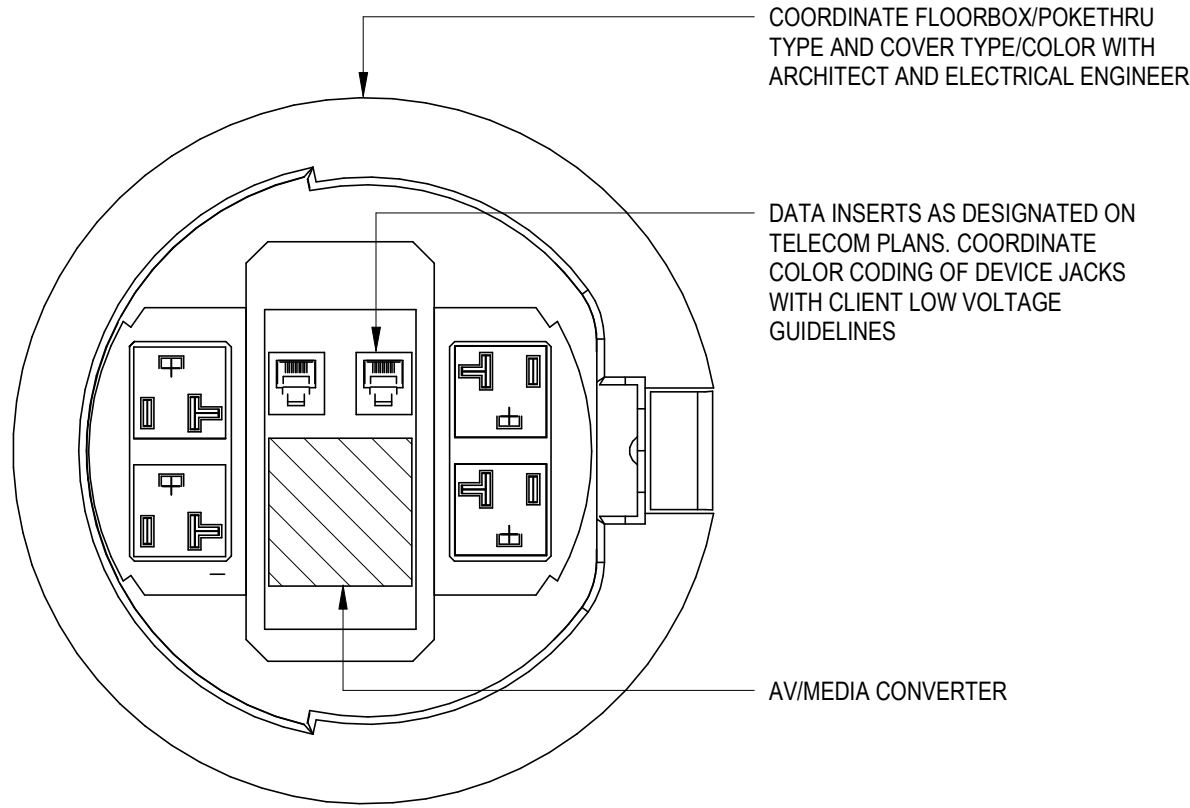 COORDINATE FLOORBOX/POKETHRU
TYPE AND COVER TYPE/COLOR WITH
ARCHITECT AND ELECTRICAL ENGINEER
DATA INSERTS AS DESIGNATED ON
TELECOM PLANS. COORDINATE
COLOR CODING OF DEVICE JACKS
WITH CLIENT LOW VOLTAGE
GUIDELINES
AV/MEDIA CONVERTER